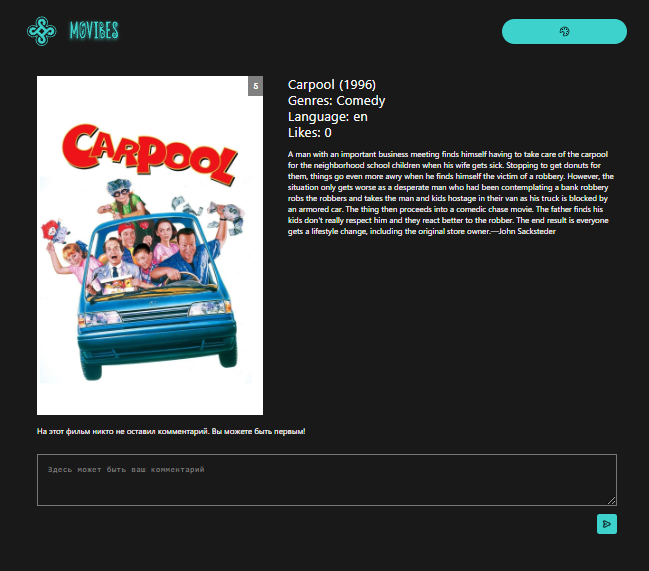 MOVIBES
5
CARPOOL
Carpool (1996)
Genres: Comedy
Language: en
Likes: 0
A man with an important business meeting finds himself having to take care of the carpool
for the neighborhood school children when his wife gets sick. Stopping to get donuts for
them, things go even more awry when he finds himself the victim of a robbery. However, the
situation only gets worse as a desperate man who had been contemplating a bank robbery
robs the robbers and takes the man and kids hostage in their van as his truck is blocked by
an armored car. The thing then proceeds into a comedic chase movie. The father finds his
kids don't really respect him and they react better to the robber. The end result is everyone
gets a lifestyle change, including the original store owner.—John Sacksteder
На этот фильм никто не оставил комментарий. Вы можете быть первым!
Здесь может быть ваш комментарий